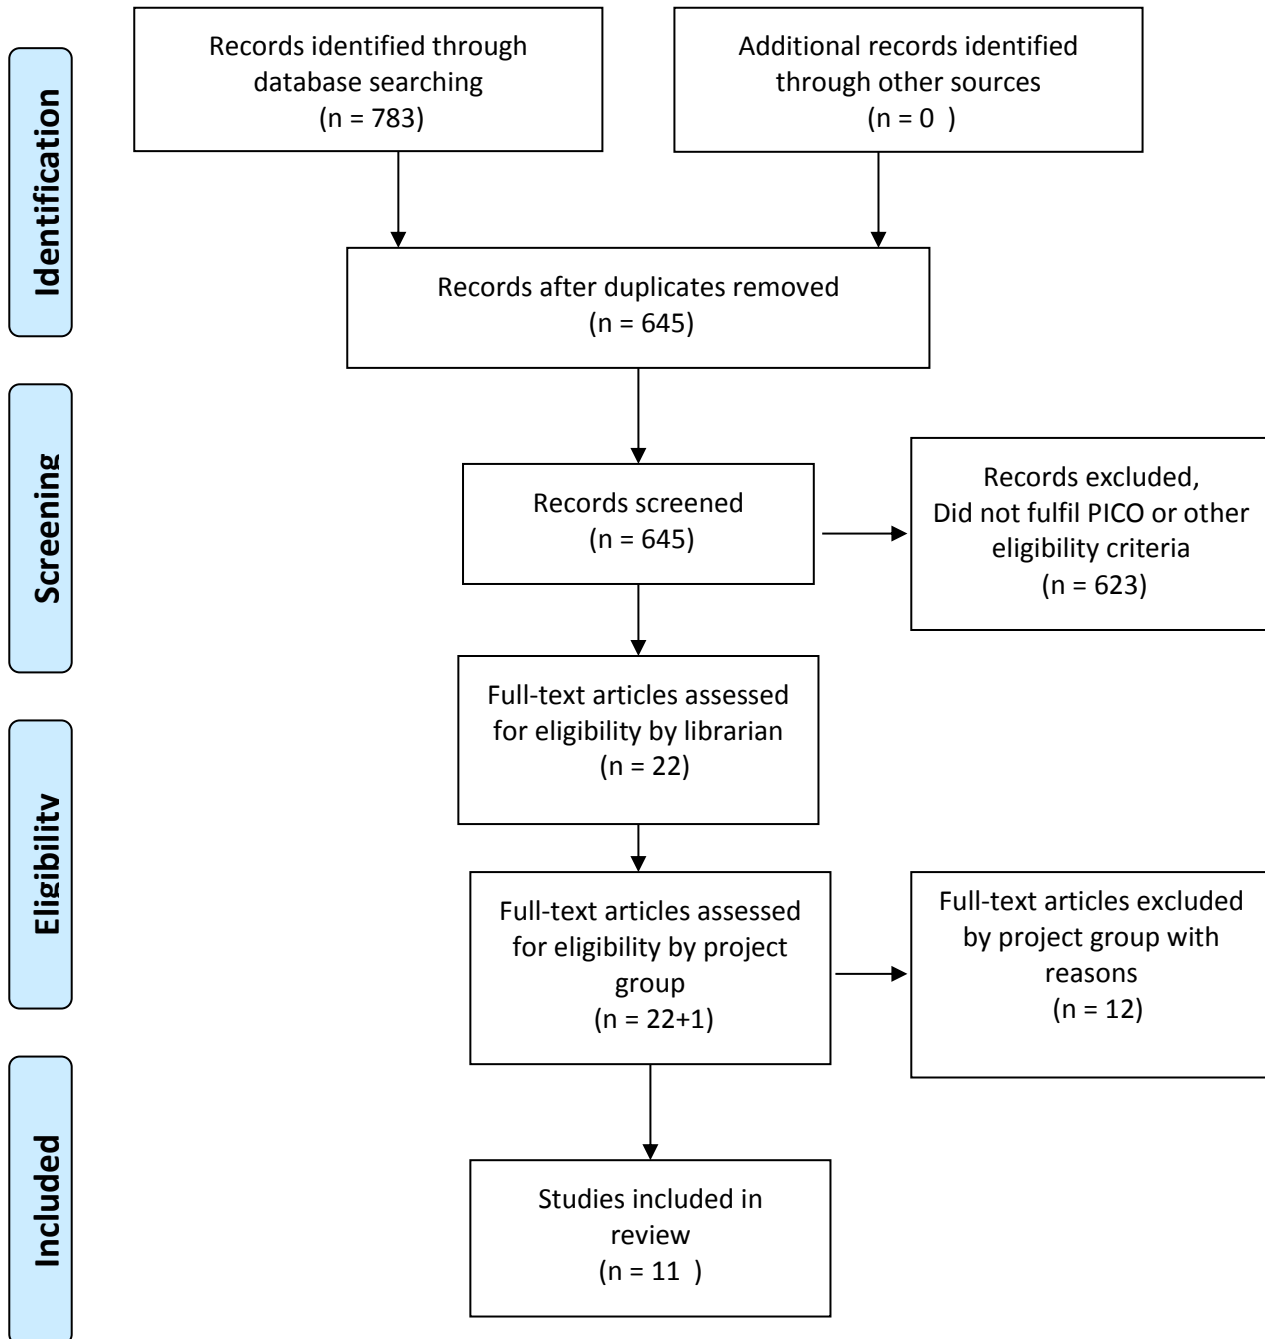 Identification
Records identified through
database searching
(n = 783)
Additional records identified
through other sources
(n = 0  )
Records after duplicates removed
(n = 645)
Screening
Records screened
(n = 645)
Records excluded,
Did not fulfil PICO or other
eligibility criteria
(n = 623)
Eligibility
Full-text articles assessed
for eligibility by librarian
(n = 22)
Full-text articles assessed
for eligibility by project
group
(n = 22+1)
Full-text articles excluded
by project group with
reasons
(n = 12)
Included
Studies included in
review
(n = 11  )